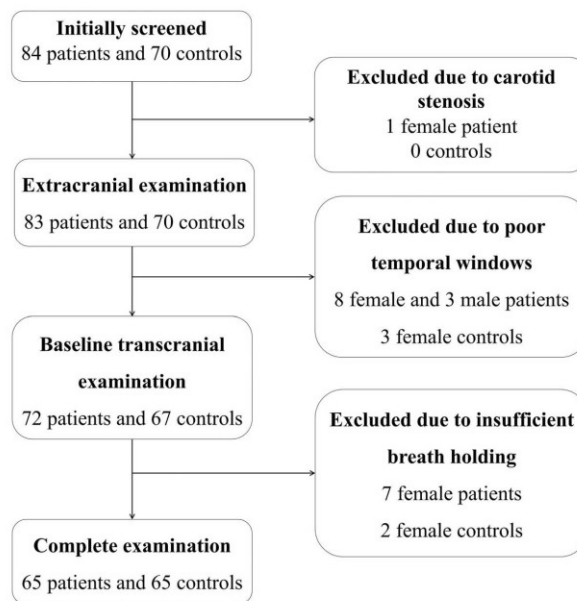 Initially screened
84 patients and 70 controls
Excluded due to carotid
stenosis
1 female patient
0 controls
Extracranial examination
83 patients and 70 controls
Excluded due to poor
temporal windows
8 female and 3 male patients
3 female controls
Baseline transcranial
examination
72 patients and 67 controls
Excluded due to insufficient
breath holding
7 female patients
2 female controls
Complete examination
65 patients and 65 controls